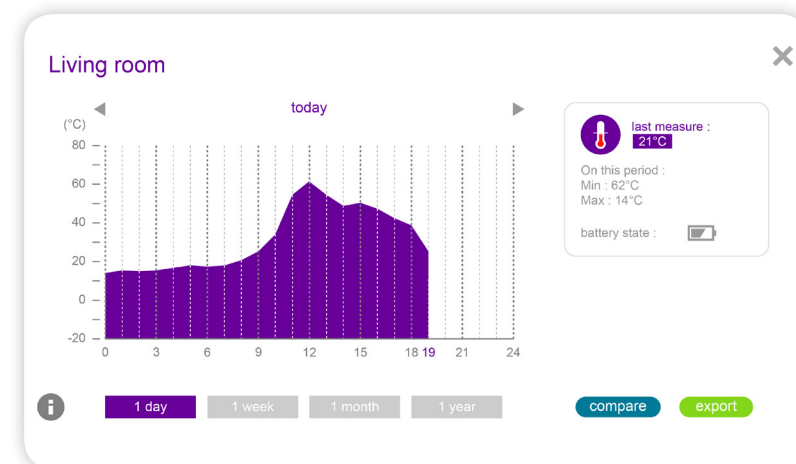 Living room
today
(°C)
80
60
40
20
0
-20
0 3 6 9 12 15 18 19 21 24
last measure :
21°C
On this period :
Min : 62°C
Max : 14°C
battery state :
i
1 day 1 week 1 month 1 year
compare export